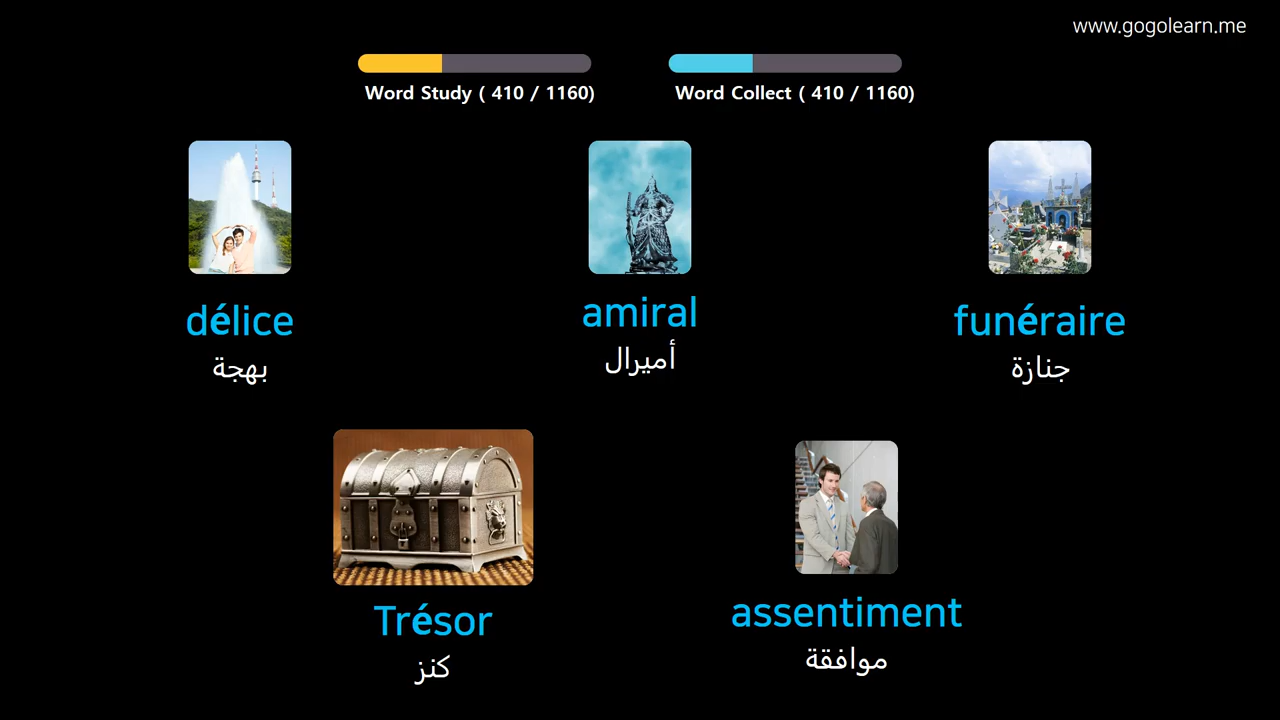 www.gogolearn.me
Word Study ( 410 / 1160)
Word Collect ( 410 / 1160)
délice
بهجة
amiral
أميرال
funéraire
جنازة
Trésor
كنز
assentiment
موافقة